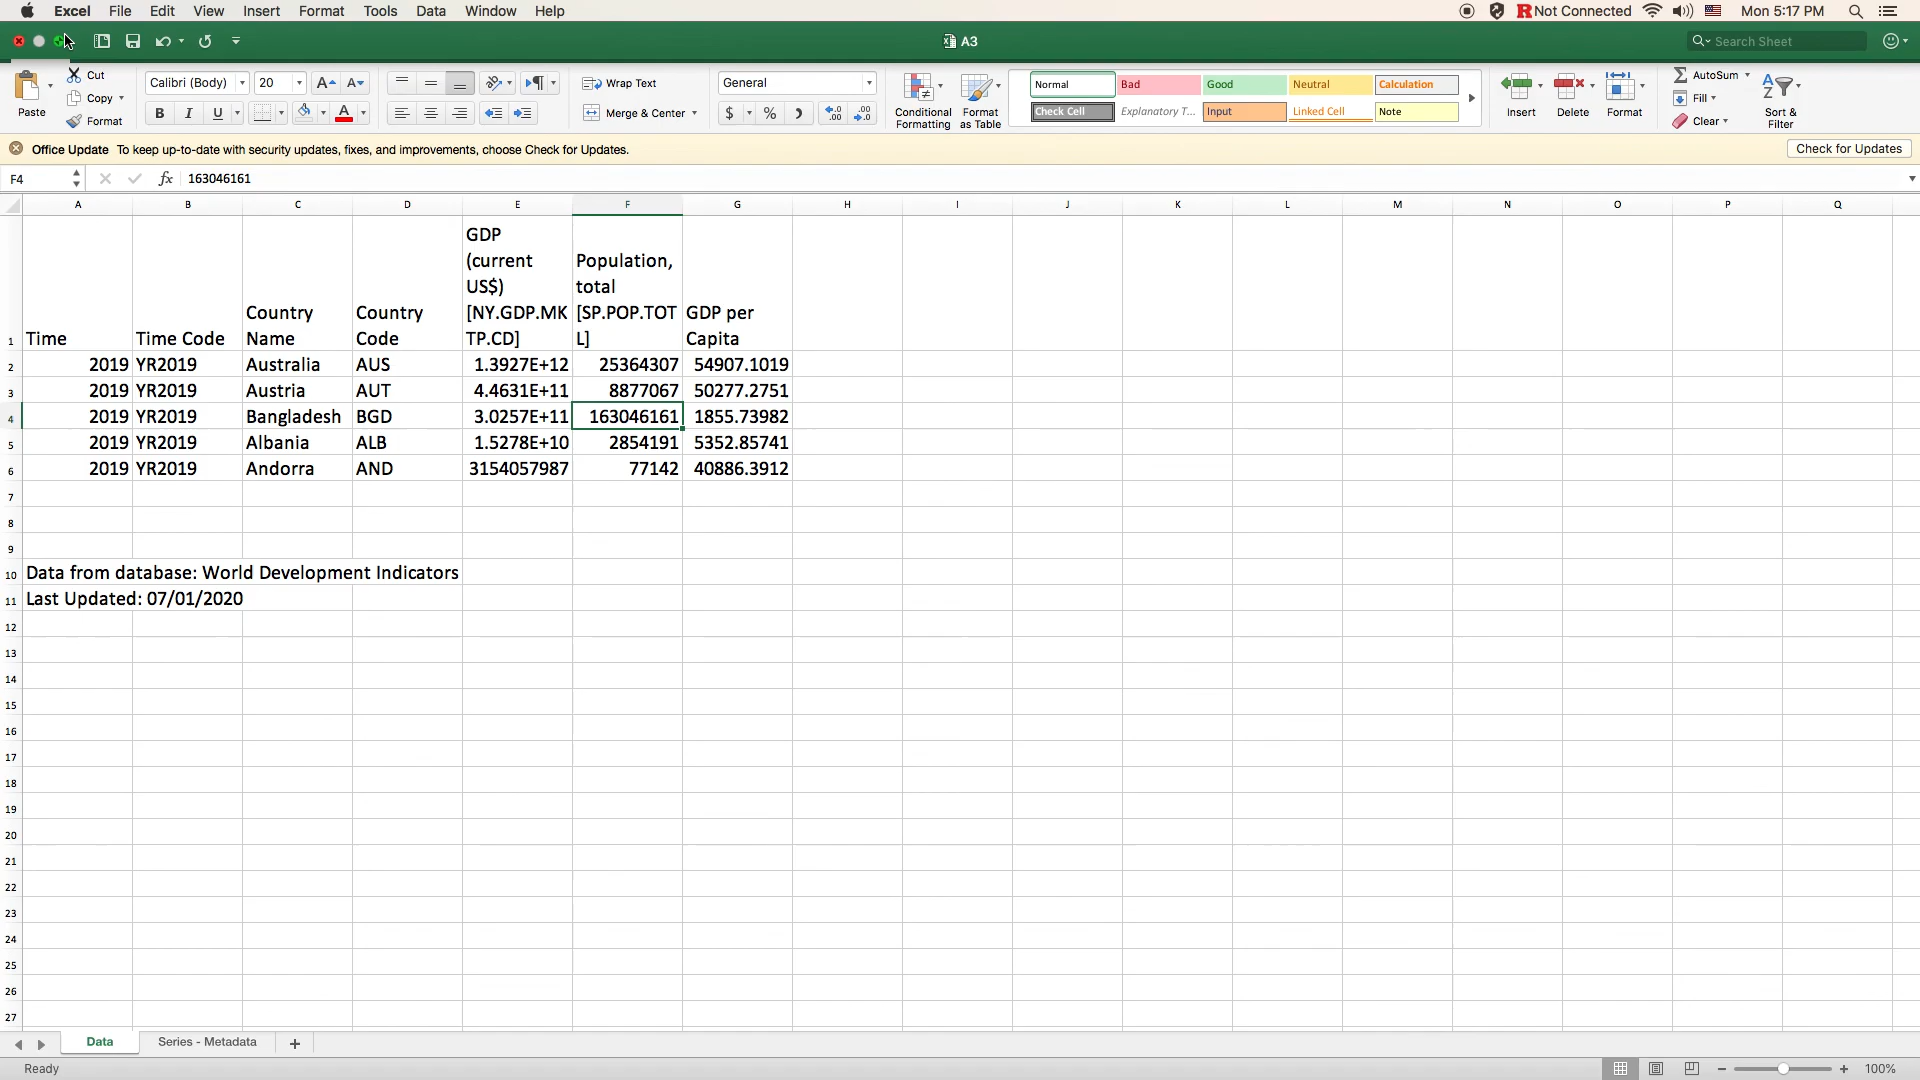 Excel File Edit View Insert Format Tools Data Window Help Not Connected Mon 5:17 PM
A3 Search Sheet
Paste Cut Copy Format
Calibri (Body) 20 Wrap Text General
B I U Merge & Center $ %
Conditional Formatting Format as Table
Normal Bad Good Neutral Calculation
Check Cell Explanatory T... Input Linked Cell Note
Insert Delete Format AutoSum Fill Clear Sort & Filter
Office Update To keep up-to-date with security updates, fixes, and improvements, choose Check for Updates. Check for Updates
F4 fx 163046161
A B C D E F G H I J K L M N O P Q
GDP
(current
US$)
[NY.GDP.MK
TP.CD]
Population,
total
[SP.POP.TOT
L]
1 Time Time Code Country Name Country Code GDP per Capita
2 2019 YR2019 Australia AUS 1.3927E+12 25364307 54907.1019
3 2019 YR2019 Austria AUT 4.4631E+11 8877067 50277.2751
4 2019 YR2019 Bangladesh BGD 3.0257E+11 163046161 1855.73982
5 2019 YR2019 Albania ALB 1.5278E+10 2854191 5352.85741
6 2019 YR2019 Andorra AND 3154057987 77142 40886.3912
7
8
9
10 Data from database: World Development Indicators
11 Last Updated: 07/01/2020
12
13
14
15
16
17
18
19
20
21
22
23
24
25
26
27
Data Series - Metadata +
Ready 100%